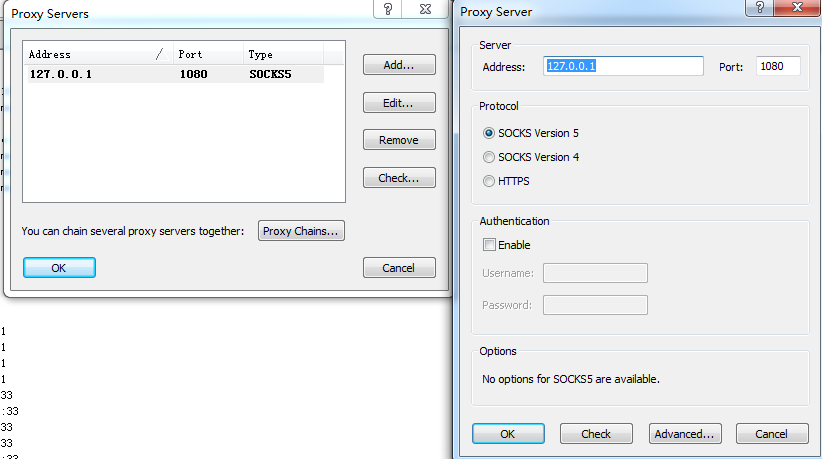 Proxy Servers
Address / Port Type
127.0.0.1 1080 SOCKS5
Add...
Edit...
Remove
Check...
You can chain several proxy servers together: Proxy Chains...
OK Cancel
1
1
1
1
33
:33
33
33
:33
Proxy Server
Server
Address: 127.0.0.1 Port: 1080
Protocol
SOCKS Version 5
SOCKS Version 4
HTTPS
Authentication
Enable
Username:
Password:
Options
No options for SOCKS5 are available.
OK Check Advanced... Cancel